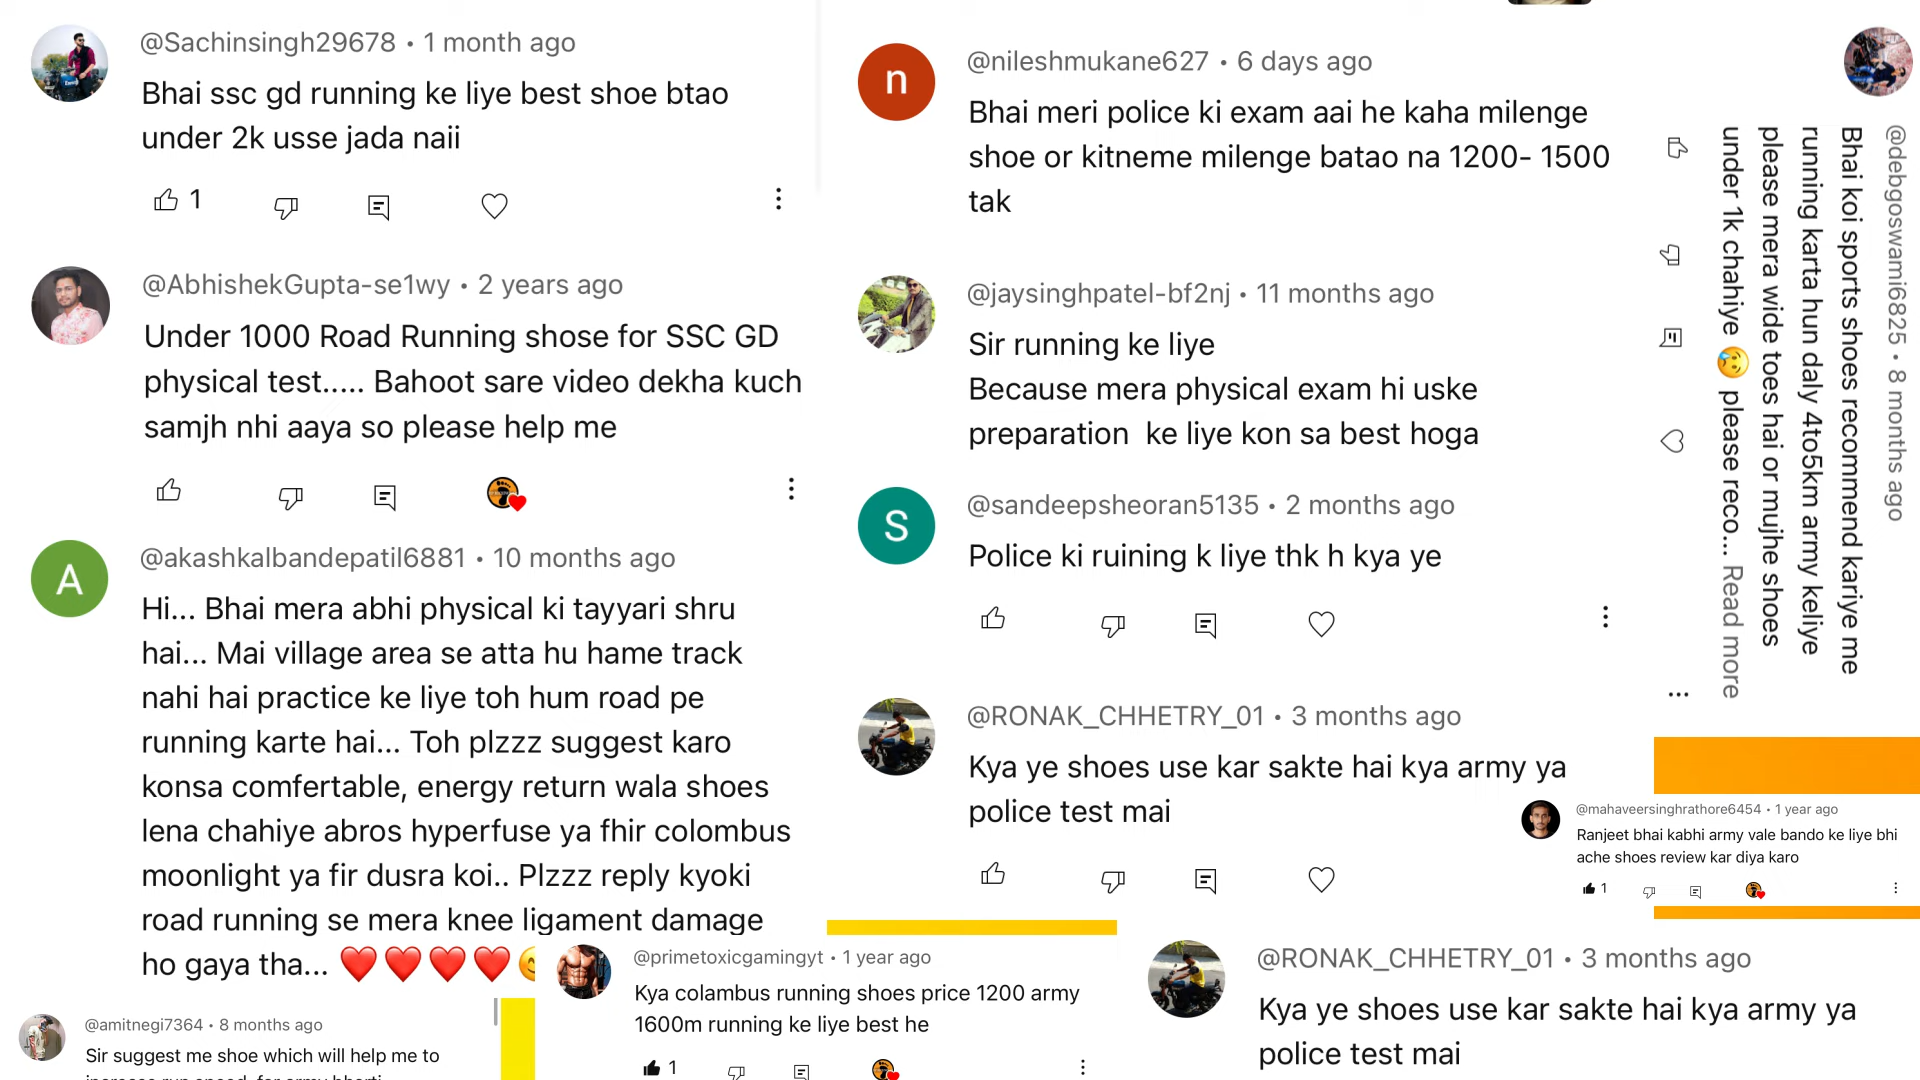 @Sachinsingh29678 • 1 month ago
Bhai ssc gd running ke liye best shoe btao
under 2k usse jada naii
1
@AbhishekGupta-se1wy • 2 years ago
Under 1000 Road Running shose for SSC GD
physical test..... Bahoot sare video dekha kuch
samjh nhi aaya so please help me
@akashkalbandepatil6881 • 10 months ago
Hi... Bhai mera abhi physical ki tayyari shru
hai... Mai village area se atta hu hame track
nahi hai practice ke liye toh hum road pe
running karte hai... Toh plzzz suggest karo
konsa comfertable, energy return wala shoes
lena chahiye abros hyperfuse ya fhir colombus
moonlight ya fir dusra koi.. Plzzz reply kyoki
road running se mera knee ligament damage
ho gaya tha... ❤️❤️❤️❤️
@amitnegi7364 • 8 months ago
Sir suggest me shoe which will help me to
@primetoxicgamingyt • 1 year ago
Kya colambus running shoes price 1200 army
1600m running ke liye best he
1
@nileshmukane627 • 6 days ago
Bhai meri police ki exam aai he kaha milenge
shoe or kitneme milenge batao na 1200- 1500
tak
@jaysinghpatel-bf2nj • 11 months ago
Sir running ke liye
Because mera physical exam hi uske
preparation ke liye kon sa best hoga
@sandeepsheoran5135 • 2 months ago
Police ki ruining k liye thk h kya ye
@RONAK_CHHETRY_01 • 3 months ago
Kya ye shoes use kar sakte hai kya army ya
police test mai
@RONAK_CHHETRY_01 • 3 months ago
Kya ye shoes use kar sakte hai kya army ya
police test mai
@debgoswami6825 • 8 months ago
Bhai koi sports shoes recommend kariye me
running karta hun daly 4to5km army keliye
please mera wide toes hai or mujhe shoes
under 1k chahiye 😥 please reco... Read more
@mahaveersinghrathore6454 • 1 year ago
Ranjeet bhai kabhi army vale bando ke liye bhi
ache shoes review kar diya karo
1